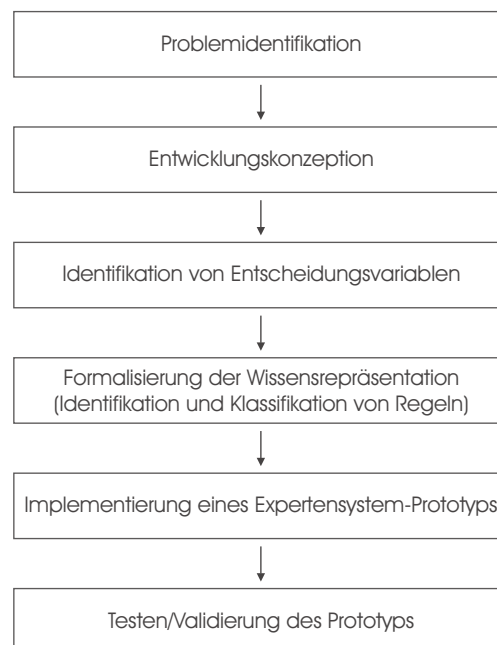 Problemidentifikation
Entwicklungskonzeption
Identifikation von Entscheidungsvariablen
Formalisierung der Wissensrepräsentation
(Identifikation und Klassifikation von Regeln)
Implementierung eines Expertensystem-Prototyps
Testen/Validierung des Prototyps